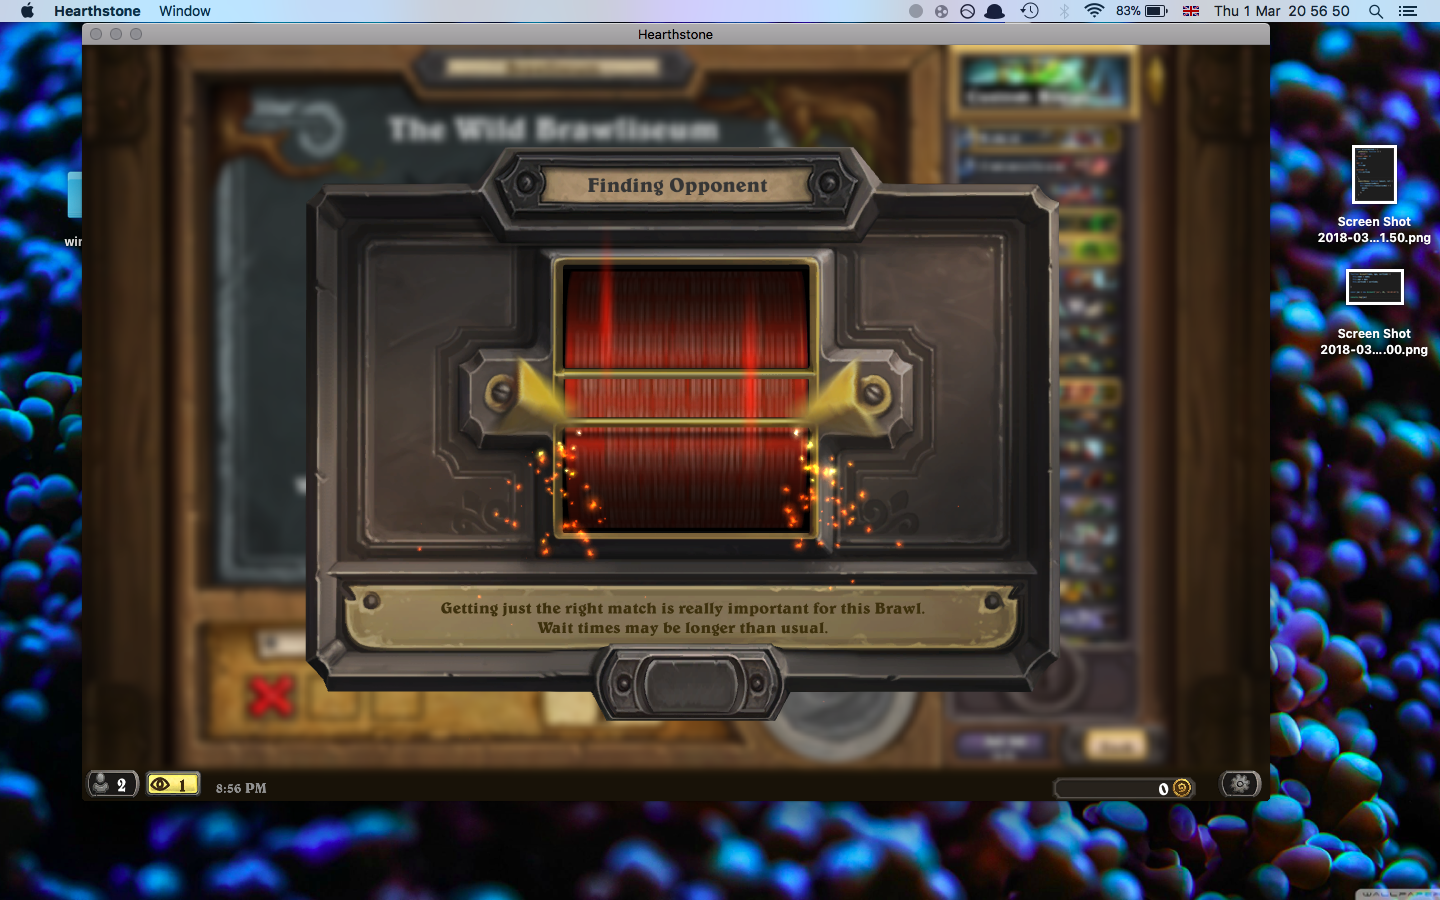 Hearthstone Window
83%
Thu 1 Mar 20 56 50
Hearthstone
The Wild Brawliseum
Finding Opponent
Getting just the right match is really important for this Brawl.
Wait times may be longer than usual.
2
1
8:56 PM
0
Screen Shot
2018-03...1.50.png
Screen Shot
2018-03....00.png